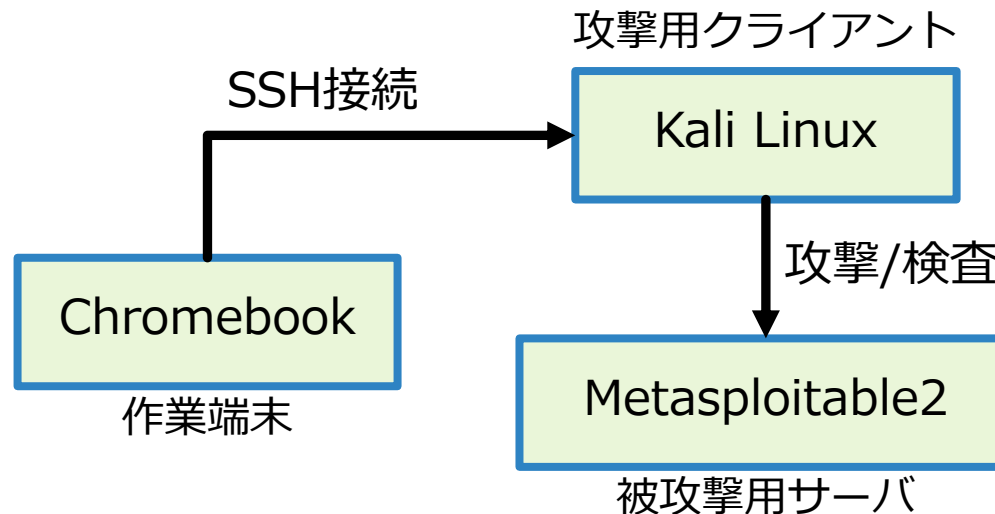 攻撃用クライアント
SSH接続
Kali Linux
攻撃/検査
Chromebook
作業端末
Metasploitable2
被攻撃用サーバ